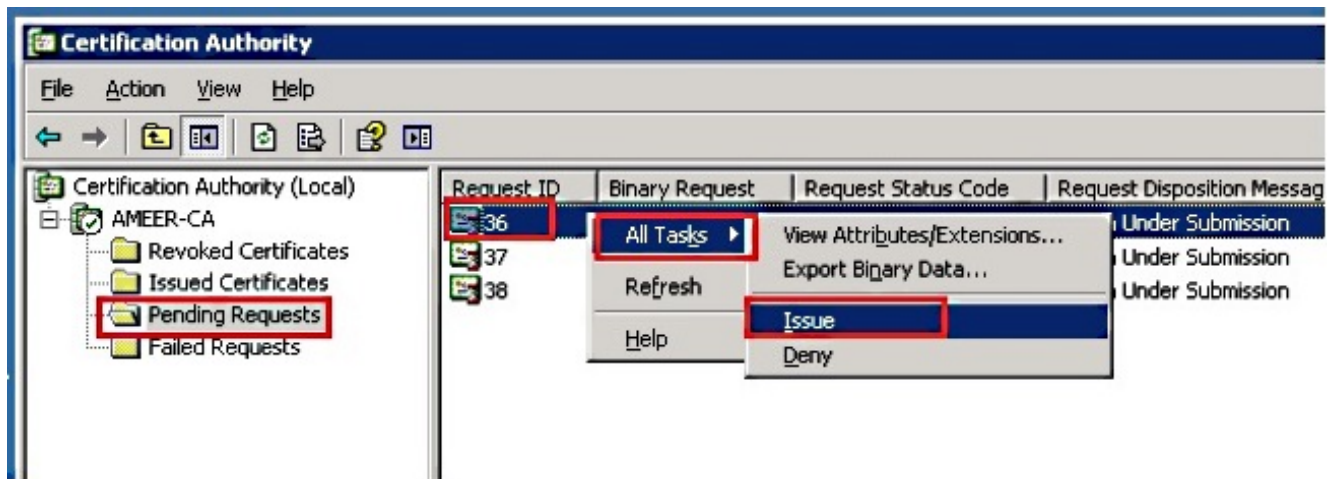 Certification Authority
File Action View Help
Certification Authority (Local)
AMEER-CA
Revoked Certificates
Issued Certificates
Pending Requests
Failed Requests
Request ID Binary Request Request Status Code Request Disposition Messag
36 Under Submission
37 Under Submission
38 Under Submission
All Tasks
Refresh
Help
View Attributes/Extensions...
Export Binary Data...
Issue
Deny